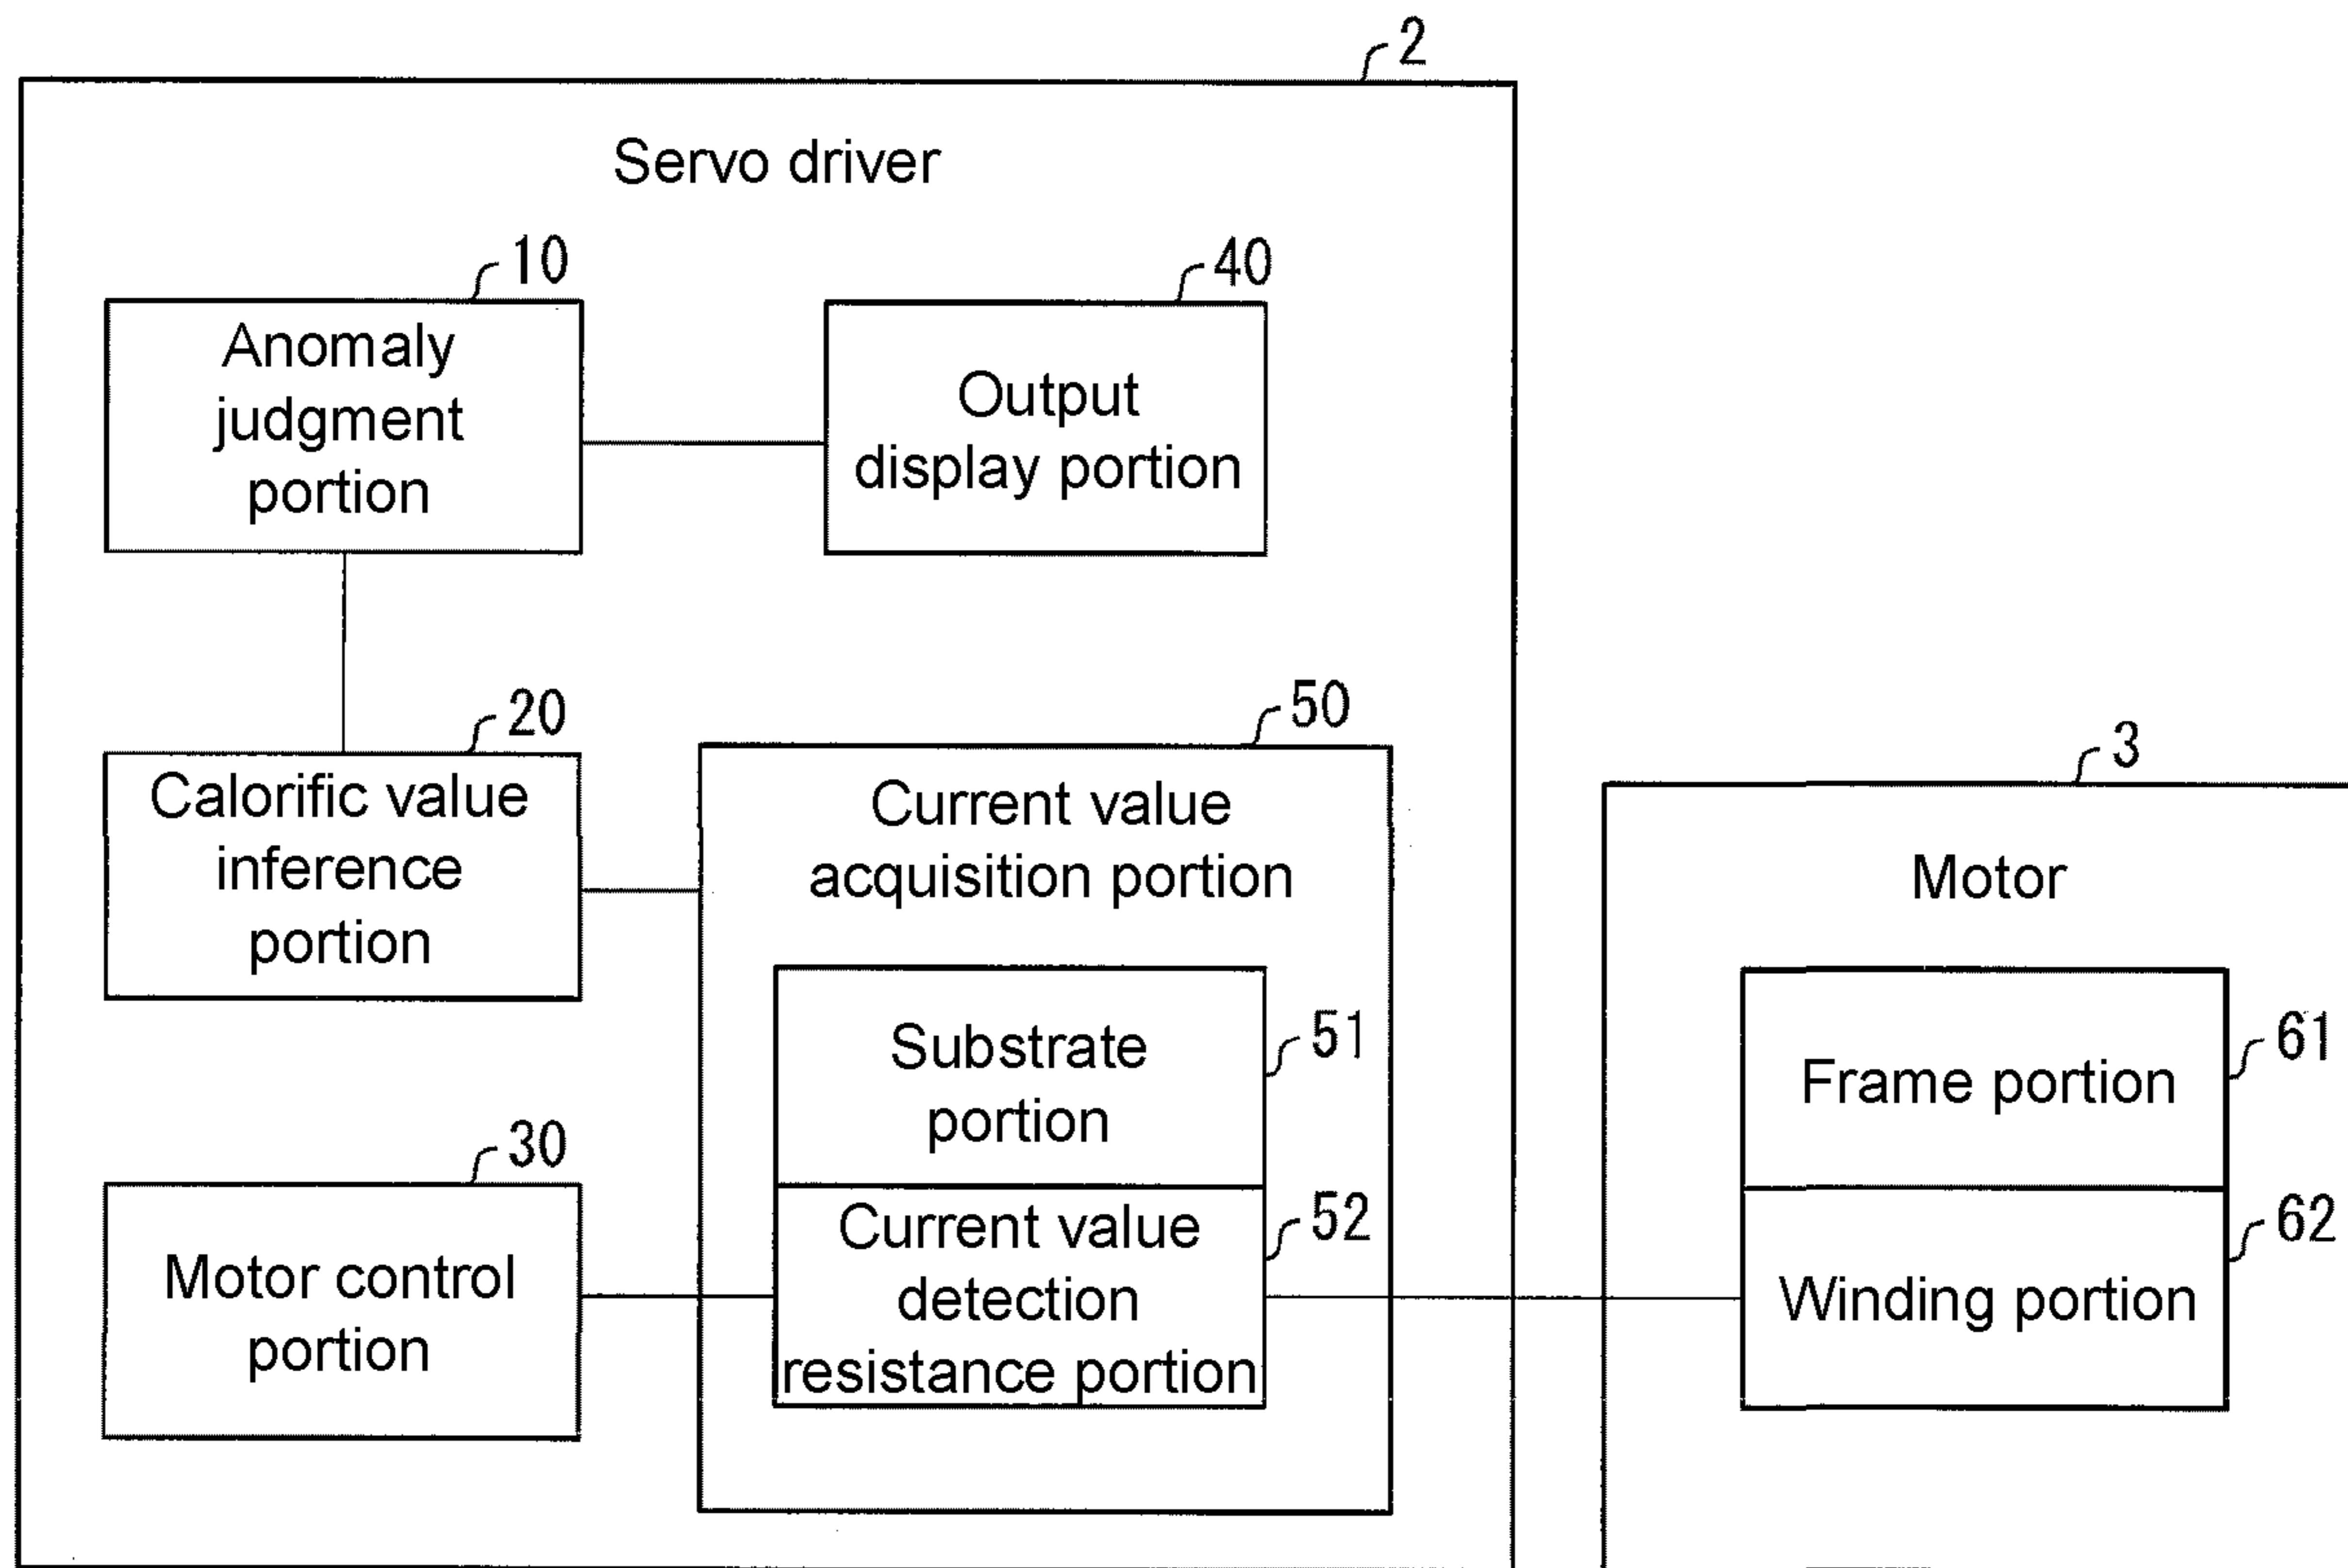 2
Servo driver
10
Anomaly
judgment
portion
40
Output
display portion
20
Calorific value
inference
portion
50
Current value
acquisition portion
Substrate
portion
51
Current value
detection
resistance portion
52
30
Motor control
portion
3
Motor
Frame portion
61
Winding portion
62